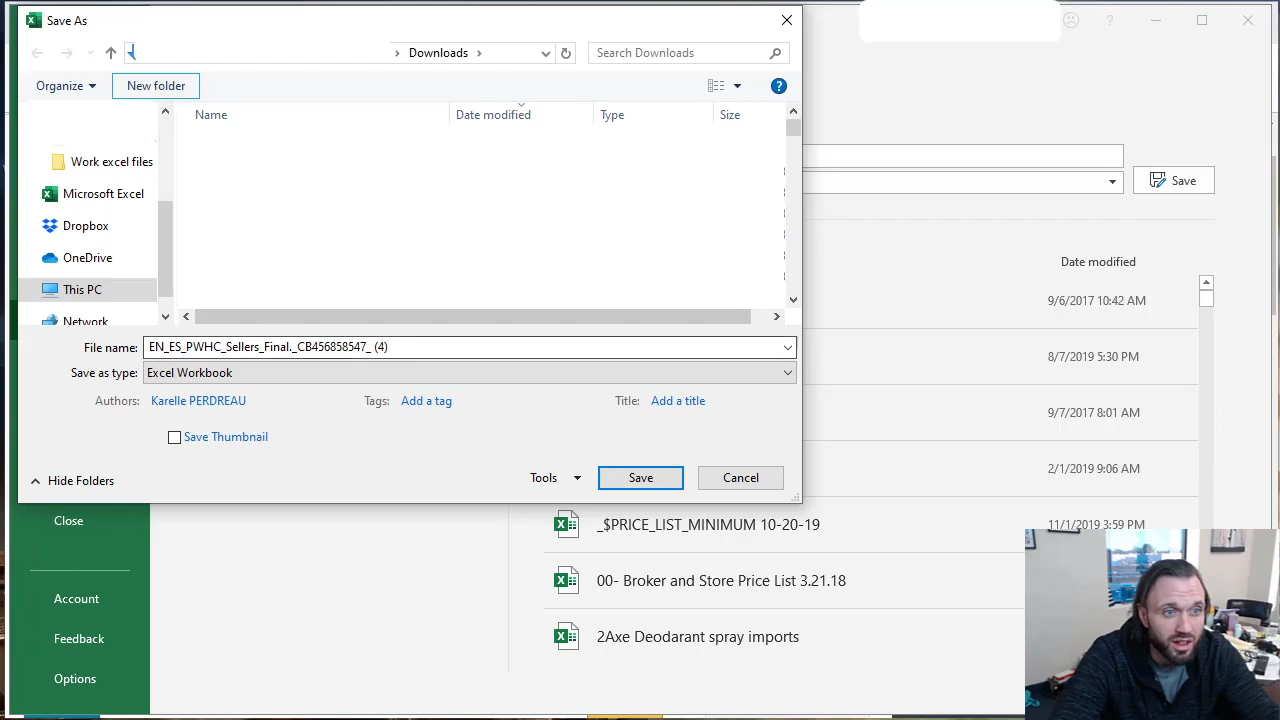 Save As
Downloads
Search Downloads
Organize
New folder
?
?
Name
Date modified
Type
Size
Work excel files
Microsoft Excel
Dropbox
OneDrive
This PC
Network
Save
Date modified
9/6/2017 10:42 AM
8/7/2017 5:30 PM
9/7/2017 8:01 AM
2/1/2019 9:06 AM
File name: EN_ES_PWHC_Sellers_Final._CB456858547_ (4)
Save as type: Excel Workbook
Authors: Karelle PERDREAU
Tags: Add a tag
Title: Add a title
Save Thumbnail
Hide Folders
Tools
Save
Cancel
Close
Account
Feedback
Options
_$PRICE_LIST_MINIMUM 10-20-19
11/1/2019 3:59 PM
00- Broker and Store Price List 3.21.18
2Axe Deodarant spray imports